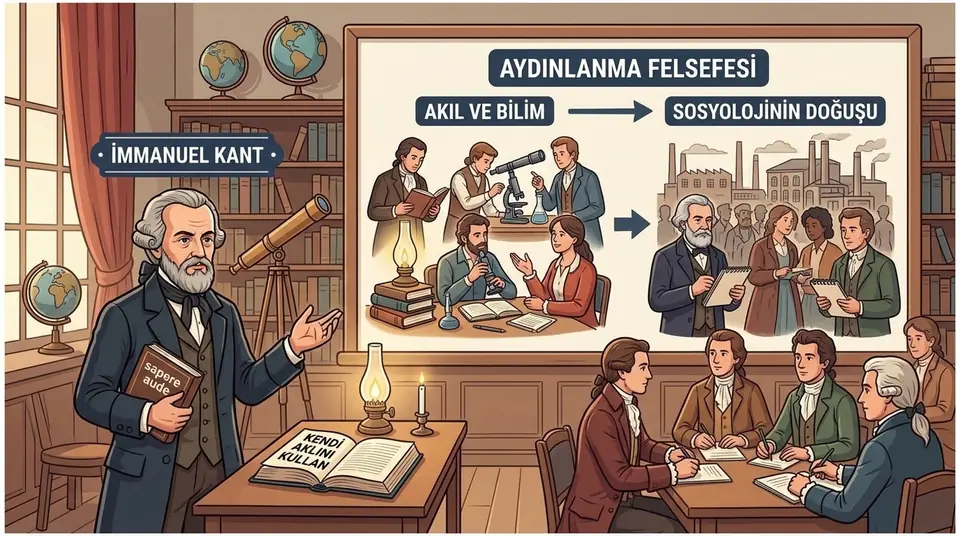 AYDINLANMA FELSEFESİ
AKIL VE BİLİM
SOSYOLOJİNİN DOĞUŞU
İMMANUEL KANT
sapere
aude
KENDİ
AKLINI
KULLAN